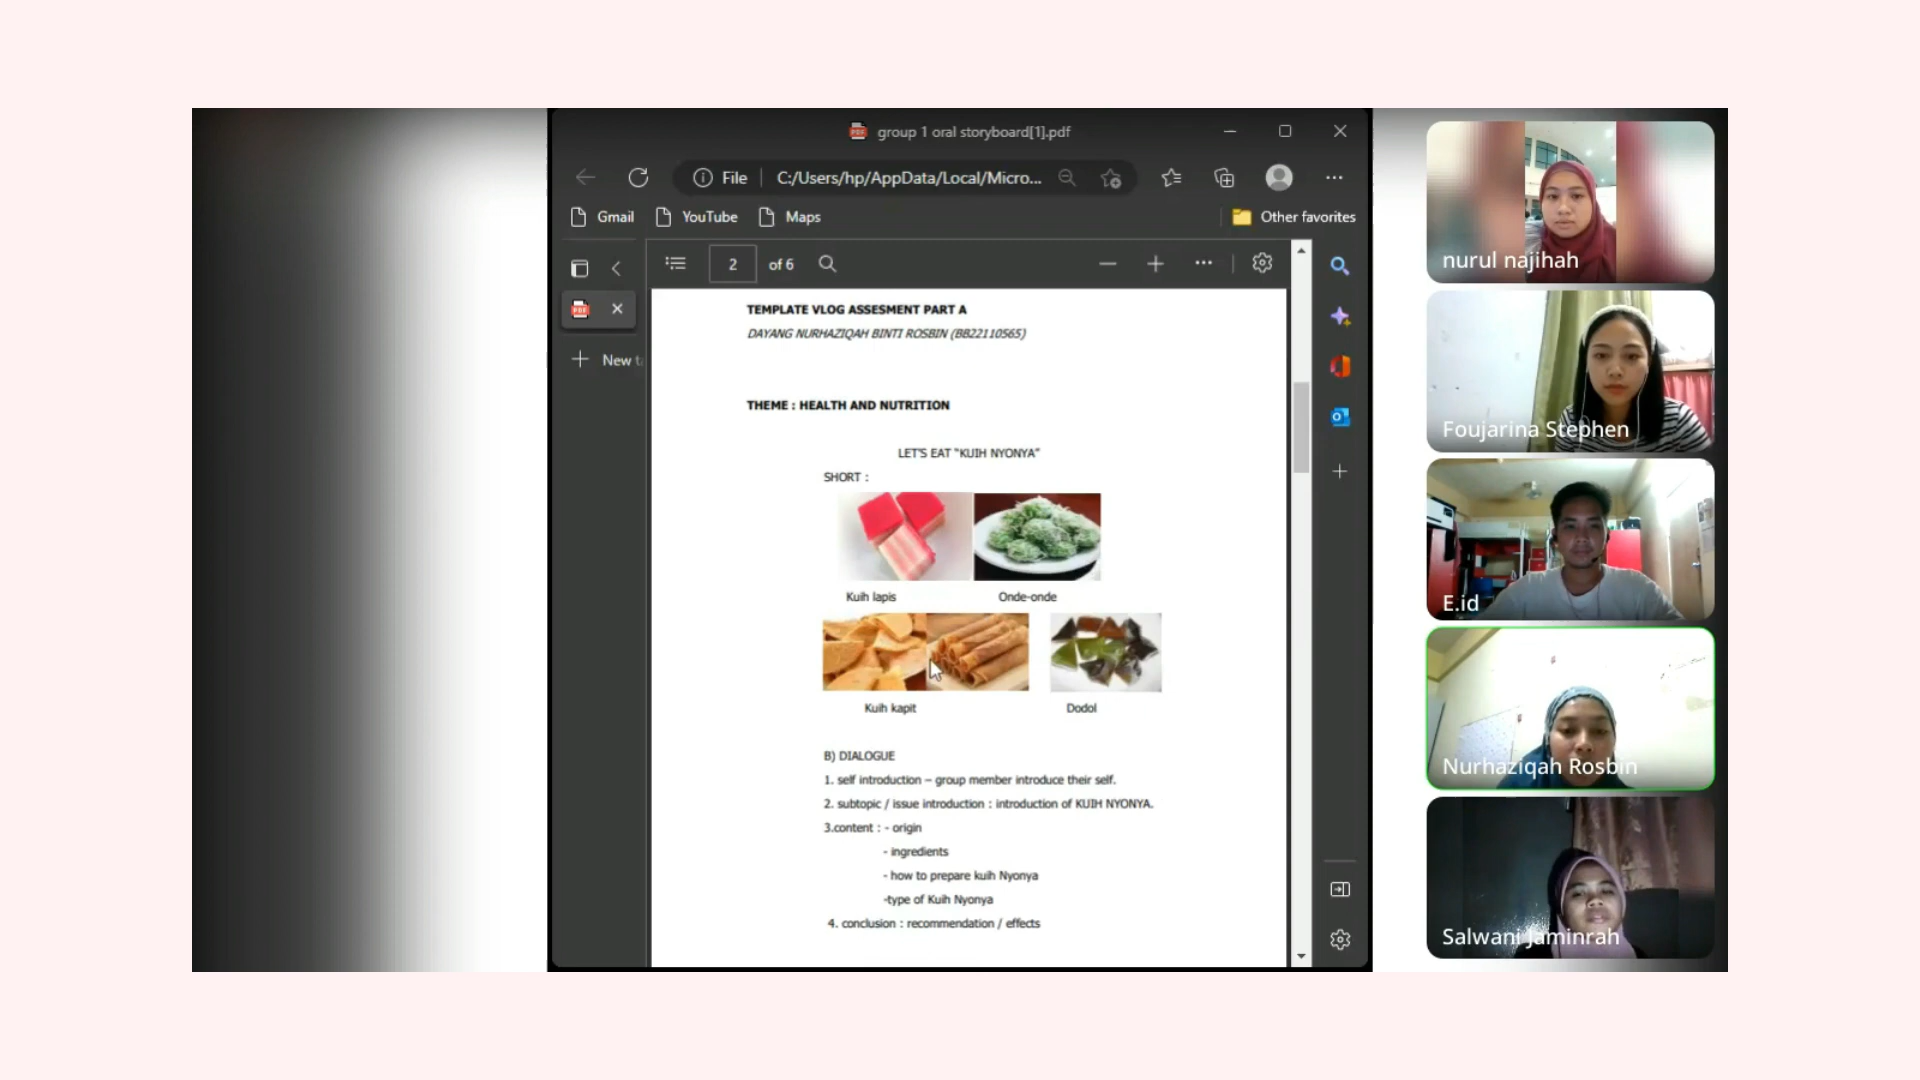 group 1 oral storyboard[1].pdf
File
C:/Users/hp/AppData/Local/Micro...
Gmail
YouTube
Maps
Other favorites
2
of 6
New t
TEMPLATE VLOG ASSESMENT PART A
DAYANG NURHAZIQAH BINTI ROSBIN (BB22110565)
THEME : HEALTH AND NUTRITION
LET'S EAT "KUIH NYONYA"
SHORT :
Kuih lapis
Onde-onde
Kuih kapit
Dodol
B) DIALOGUE
1. self introduction – group member introduce their self.
2. subtopic / issue introduction : introduction of KUIH NYONYA.
3.content : - origin
- ingredients
- how to prepare kuih Nyonya
-type of Kuih Nyonya
4. conclusion : recommendation / effects
nurul najihah
Foujarina Stephen
E.id
Nurhaziqah Rosbin
Salwani Jaminrah